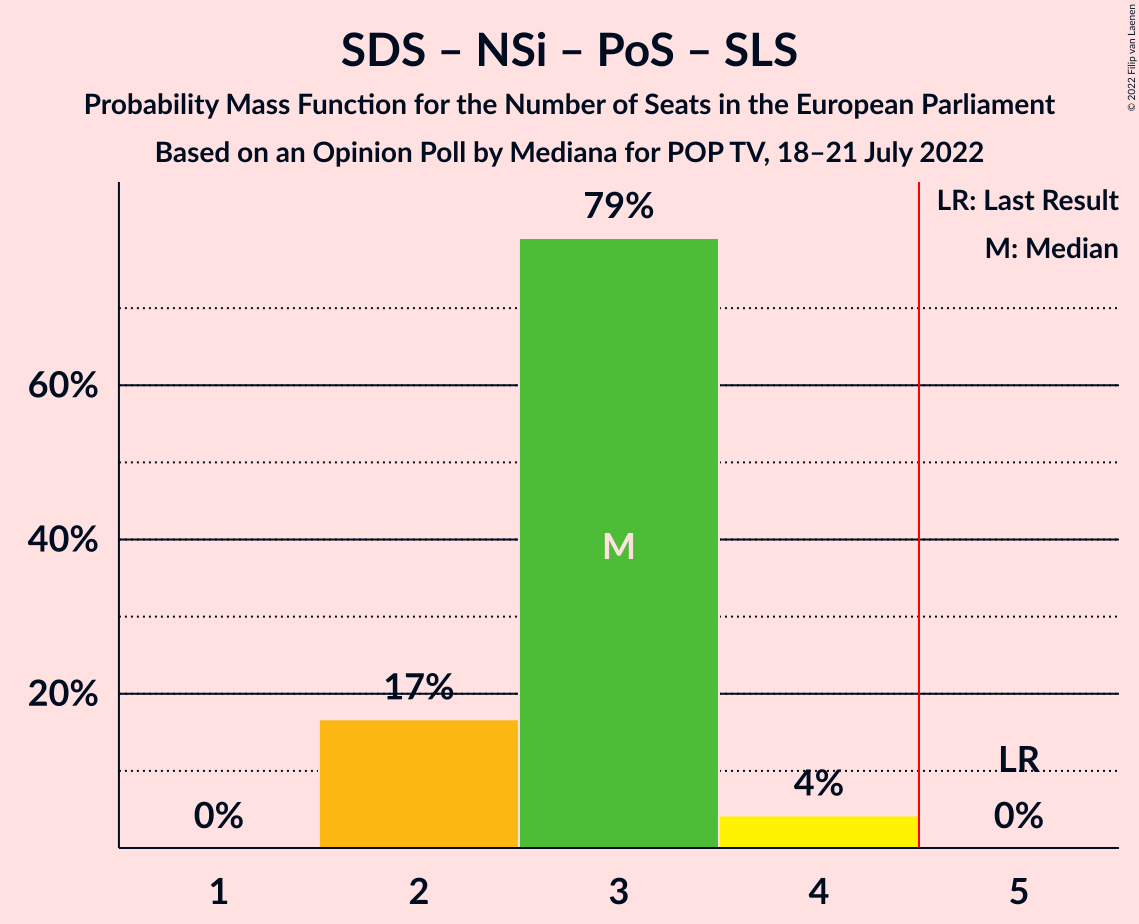 SDS – NSi – PoS – SLS
Probability Mass Function for the Number of Seats in the European Parliament
Based on an Opinion Poll by Mediana for POP TV, 18–21 July 2022
© 2022 Filip van Laenen
LR: Last Result
M: Median
79%
60%
40%
20%
M
17%
LR
0%
4%
0%
1
2
3
4
5